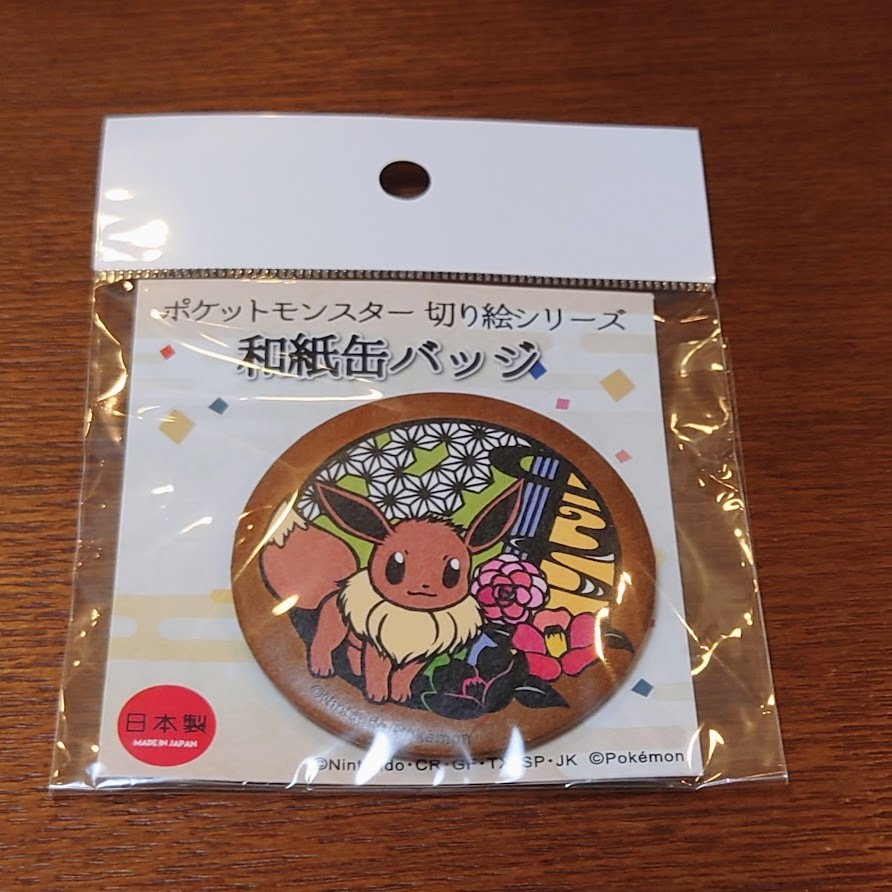 ポケットモンスター 切り絵シリーズ
和紙缶バッジ
日本製
MADE IN JAPAN
©Nintendo・CR・GF・TX SP・JK ©Pokémon